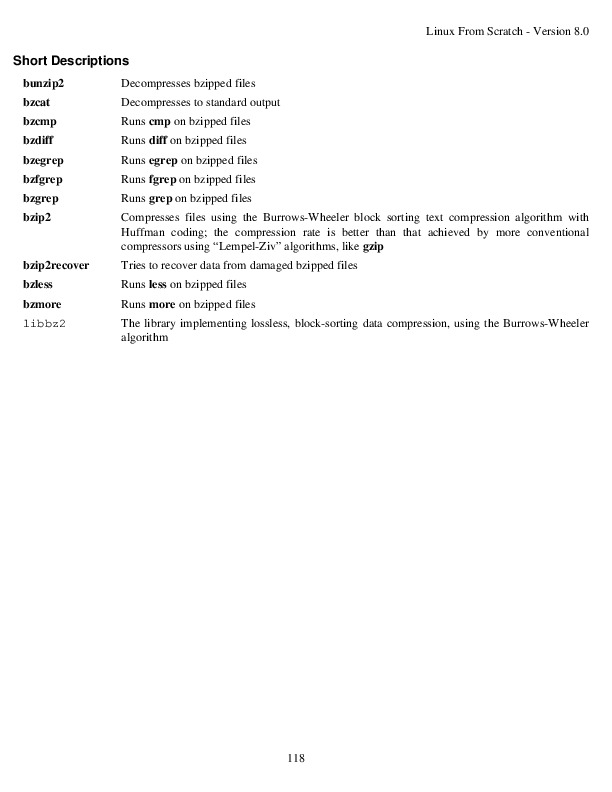 Linux From Scratch - Version 8.0
Short Descriptions
bunzip2 Decompresses bzipped files
bzcat Decompresses to standard output
bzcmp Runs cmp on bzipped files
bzdiff Runs diff on bzipped files
bzegrep Runs egrep on bzipped files
bzfgrep Runs fgrep on bzipped files
bzgrep Runs grep on bzipped files
bzip2 Compresses files using the Burrows-Wheeler block sorting text compression algorithm with
Huffman coding; the compression rate is better than that achieved by more conventional
compressors using “Lempel-Ziv” algorithms, like gzip
bzip2recover Tries to recover data from damaged bzipped files
bzless Runs less on bzipped files
bzmore Runs more on bzipped files
libbz2 The library implementing lossless, block-sorting data compression, using the Burrows-Wheeler
algorithm
118